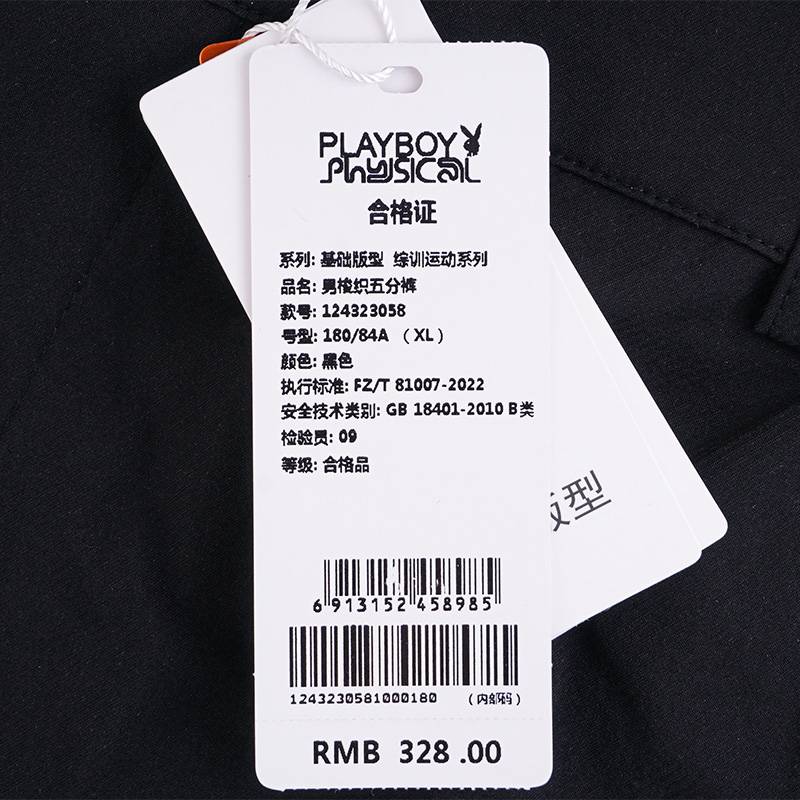 PLAYBOY
PhySICAL
合格证
系列: 基础版型 综训运动系列
品名: 男梭织五分裤
款号: 124323058
号型: 180/84A （XL）
颜色: 黑色
执行标准: FZ/T 81007-2022
安全技术类别: GB 18401-2010 B类
检验员: 09
等级: 合格品
版型
6 913152 458985
1243230581000180 （内部码）
RMB 328 .00